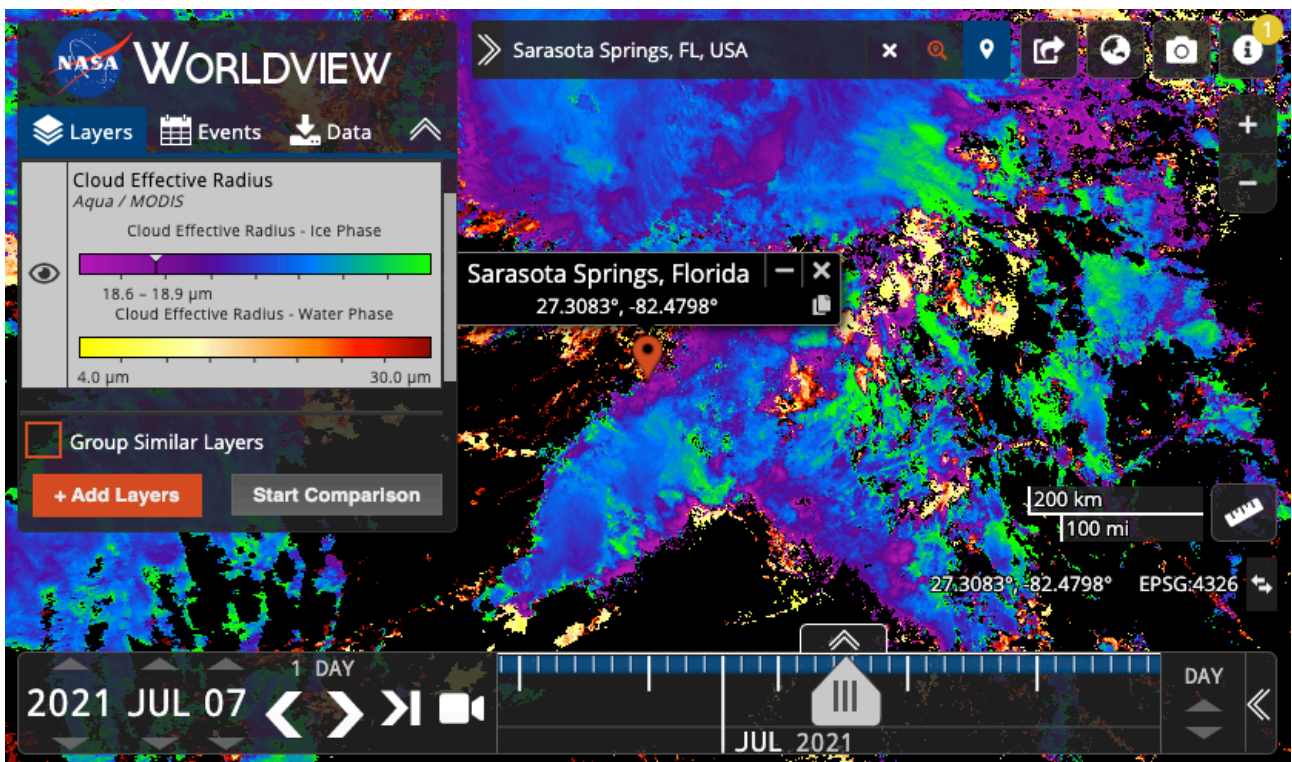 NASA WORLDVIEW
Sarasota Springs, FL, USA
1
Layers Events Data
Cloud Effective Radius
Aqua / MODIS
Cloud Effective Radius - Ice Phase
18.6 – 18.9 µm
Cloud Effective Radius - Water Phase
4.0 µm 30.0 µm
Group Similar Layers
+ Add Layers Start Comparison
Sarasota Springs, Florida
27.3083°, -82.4798°
200 km
100 mi
27.3083°, -82.4798° EPSG:4326
1 DAY
2021 JUL 07
JUL 2021
DAY